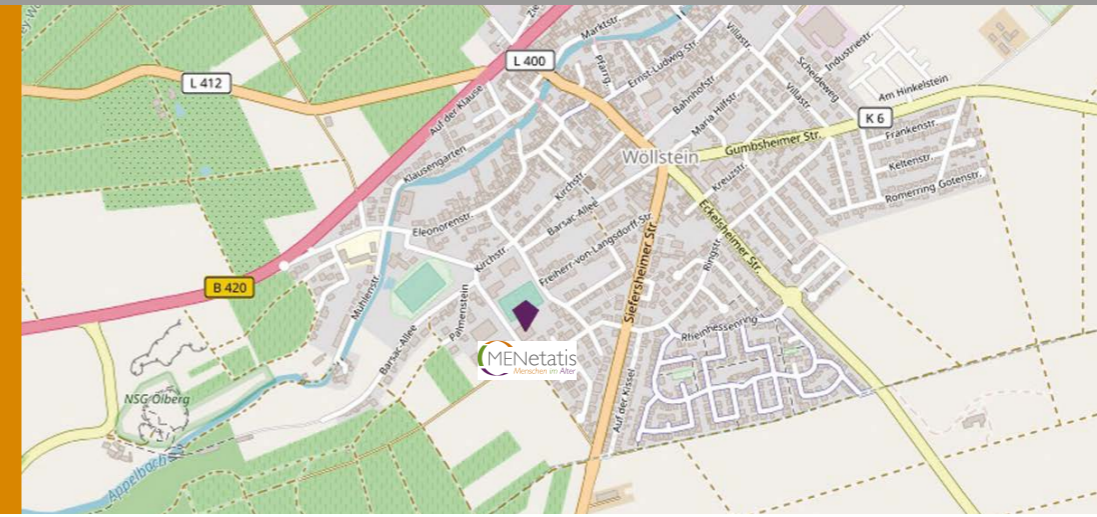 Marktstr.
L 400
Villastr.
Industriestr.
Pfarrg.
Ernst-Ludwig-Str.
Scheideweg
L 412
Bahnhofstr.
Villastr.
Am Hinkelstein
Auf der Klause
Maria Hilfstr.
K 6
Frankenstr.
Gumbsheimer Str.
Klausengarten
Wöllstein
Keltenstr.
Kirchstr.
Kreuzstr.
Römerring
Gotenstr.
Barsac-Allee
Eleonorenstr.
Eckelsheimer Str.
Freiherr-von-Langsdorff-Str.
Kirchstr.
Ringstr.
B 420
Mühlenstr.
Siefersheimer Str.
Palmenstein
Barsac-Allee
Rheinhessenring
MENetatis
Menschen im Alter
NSG Ölberg
Auf der Kissel
Appelbach